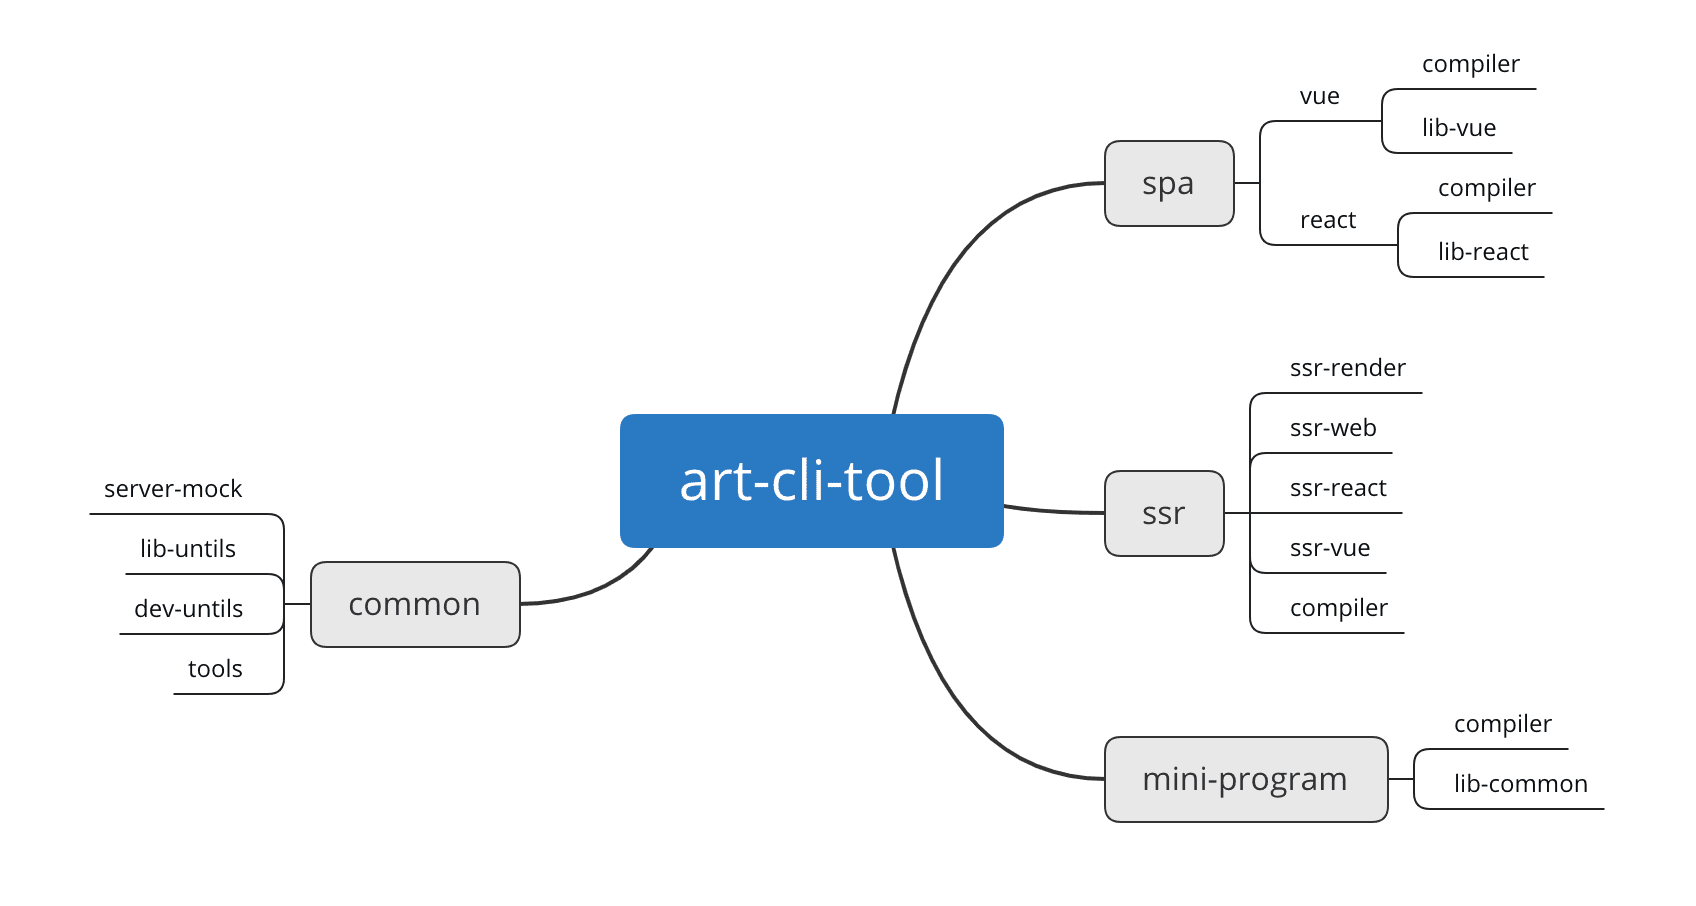 art-cli-tool
spa
vue
compiler
lib-vue
react
compiler
lib-react
ssr
ssr-render
ssr-web
ssr-react
ssr-vue
compiler
mini-program
compiler
lib-common
common
server-mock
lib-untils
dev-untils
tools